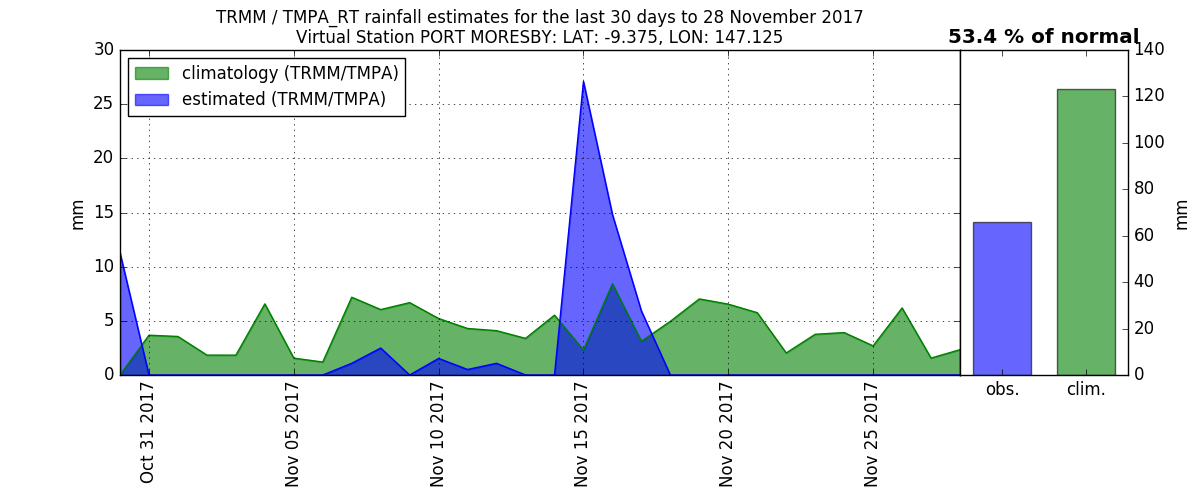 TRMM / TMPA_RT rainfall estimates for the last 30 days to 28 November 2017
Virtual Station PORT MORESBY: LAT: -9.375, LON: 147.125
53.4 % of normal
climatology (TRMM/TMPA)
estimated (TRMM/TMPA)
30
25
20
15
10
5
0
mm
Oct 31 2017
Nov 05 2017
Nov 10 2017
Nov 15 2017
Nov 20 2017
Nov 25 2017
140
120
100
80
60
40
20
0
mm
obs.
clim.